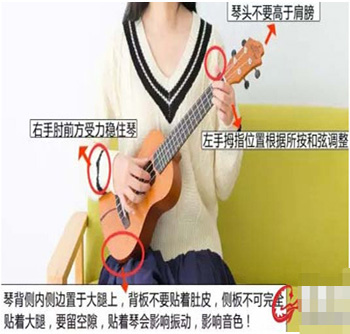 琴头不要高于肩膀
右手肘前方受力稳住琴
左手拇指位置根据所按和弦调整
琴背侧内侧边置于大腿上，背板不要贴着肚皮，侧板不可完全
贴着大腿，要留空隙，贴着琴会影响振动，影响音色！